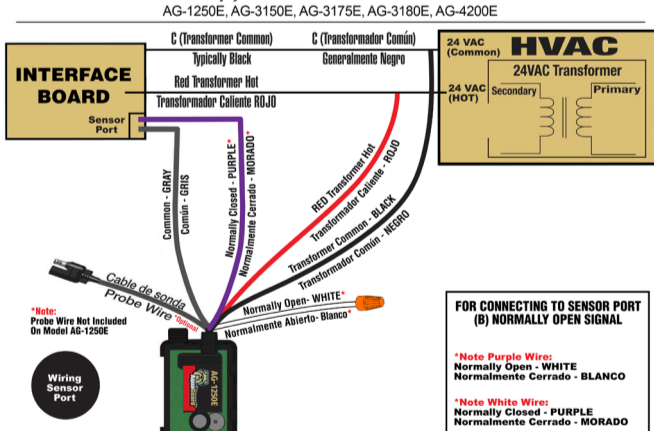 AG-1250E, AG-3150E, AG-3175E, AG-3180E, AG-4200E
C (Transformer Common)
Typically Black
C (Transformador Común)
Generalmente Negro
Red Transformer Hot
Transformador Caliente ROJO
INTERFACE
BOARD
Sensor
Port
24 VAC
(Common)
HVAC
24VAC Transformer
24 VAC
(HOT)
Secondary
Primary
Common - GRAY
Común - GRIS
Normally Closed - PURPLE*
Normalmente Cerrado - MORADO*
RED Transformer Hot
Transformador Caliente - ROJO
Transformer Common - BLACK
Transformador Común - NEGRO
Cable de sonda
Probe Wire *Optional
Normally Open- WHITE*
Normalmente Abierto- Blanco*
*Note:
Probe Wire Not Included
On Model AG-1250E
Wiring
Sensor
Port
AG-1250E
FOR CONNECTING TO SENSOR PORT
(B) NORMALLY OPEN SIGNAL
*Note Purple Wire:
Normally Open - WHITE
Normalmente Cerrado - BLANCO
*Note White Wire:
Normally Closed - PURPLE
Normalmente Cerrado - MORADO